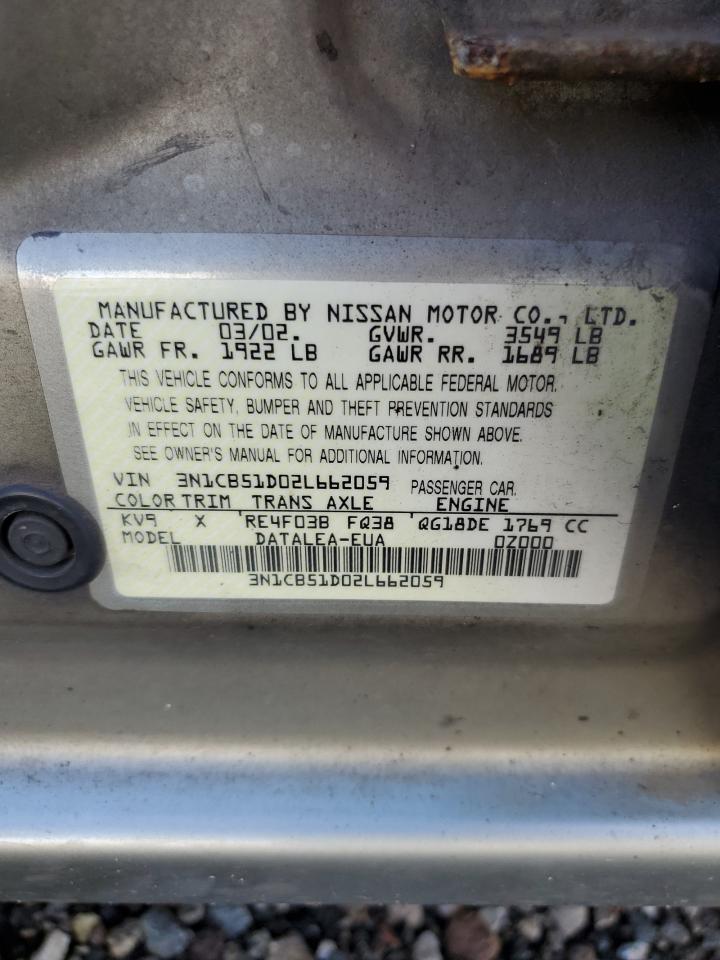 MANUFACTURED BY NISSAN MOTOR CO., LTD.
DATE 03/02. GVWR. 3549 LB
GAWR FR. 1922 LB GAWR RR. 1689 LB
THIS VEHICLE CONFORMS TO ALL APPLICABLE FEDERAL MOTOR.
VEHICLE SAFETY, BUMPER AND THEFT PREVENTION STANDARDS
IN EFFECT ON THE DATE OF MANUFACTURE SHOWN ABOVE.
SEE OWNER'S MANUAL FOR ADDITIONAL INFORMATION.
VIN 3N1CB51D02L662059 PASSENGER CAR.
COLOR TRIM TRANS AXLE ENGINE
KV9 X RE4F03B FQ38 QG18DE 1769 CC
MODEL DATALEA-EUA 0Z000
3N1CB51D02L662059